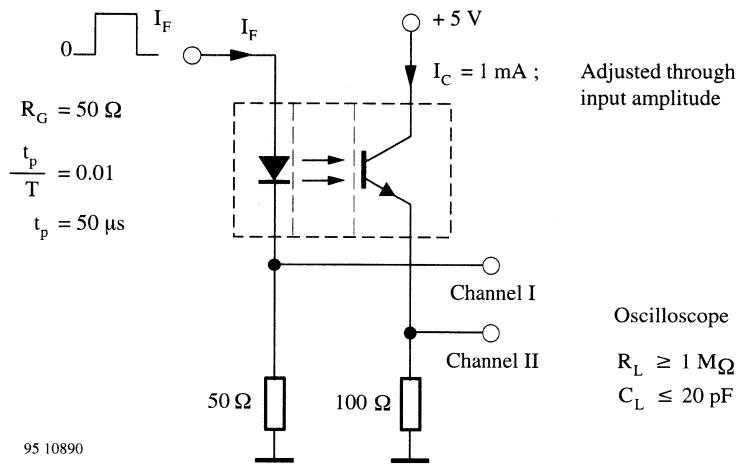 I_F
0
I_F
+ 5 V
I_C = 1 mA ;
Adjusted through
input amplitude
R_G = 50 Ω
t_p
T
= 0.01
t_p = 50 μs
Channel I
Channel II
Oscilloscope
R_L ≥ 1 MΩ
C_L ≤ 20 pF
50 Ω
100 Ω
95 10890